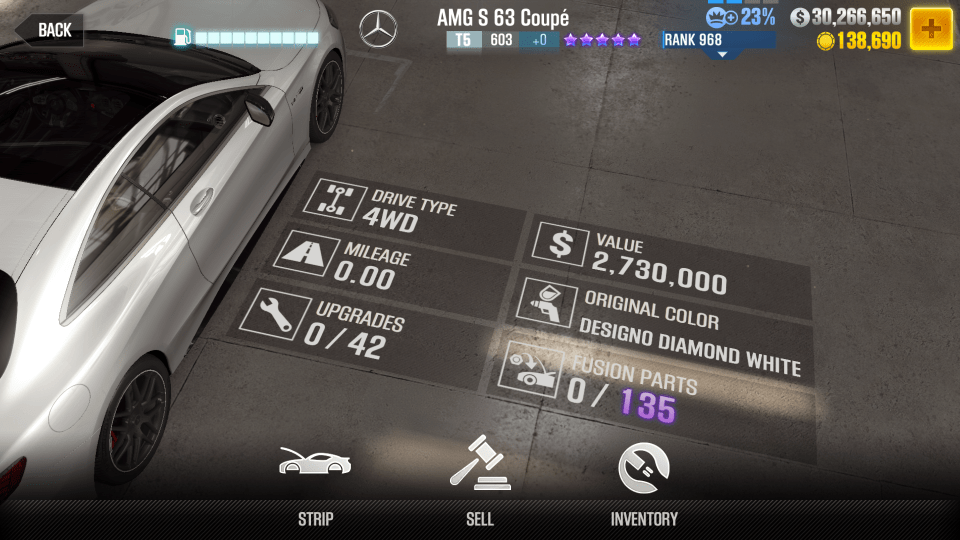 BACK
AMG S 63 Coupé
T5 603 +0
23%
RANK 968
30,266,650
138,690
DRIVE TYPE
4WD
MILEAGE
0.00
UPGRADES
0 / 42
VALUE
2,730,000
ORIGINAL COLOR
DESIGNO DIAMOND WHITE
FUSION PARTS
0 / 135
STRIP
SELL
INVENTORY